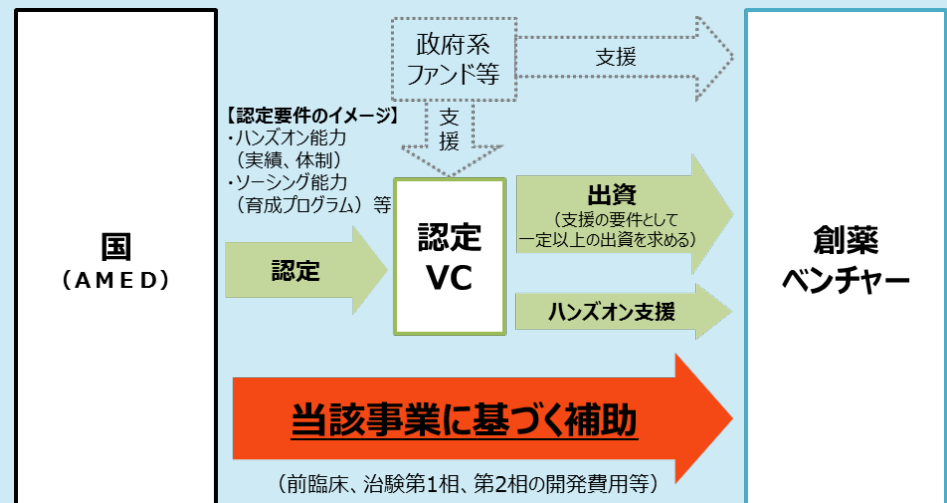 国
（ＡＭＥＤ）
【認定要件のイメージ】
・ハンズオン能力
（実績、体制）
・ソーシング能力
（育成プログラム）等
認定
政府系
ファンド等
支
援
支援
認定
VC
出資
（支援の要件として
一定以上の出資を求める）
ハンズオン支援
当該事業に基づく補助
（前臨床、治験第1相、第2相の開発費用等）
創薬
ベンチャー